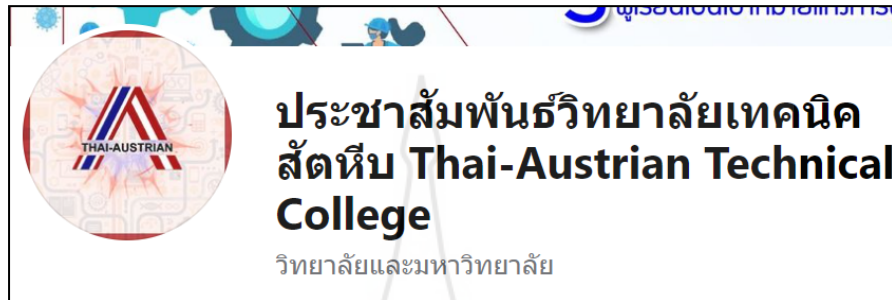 THAI-AUSTRIAN
ประชาสัมพันธ์วิทยาลัยเทคนิค
สัตหีบ Thai-Austrian Technical
College
วิทยาลัยและมหาวิทยาลัย